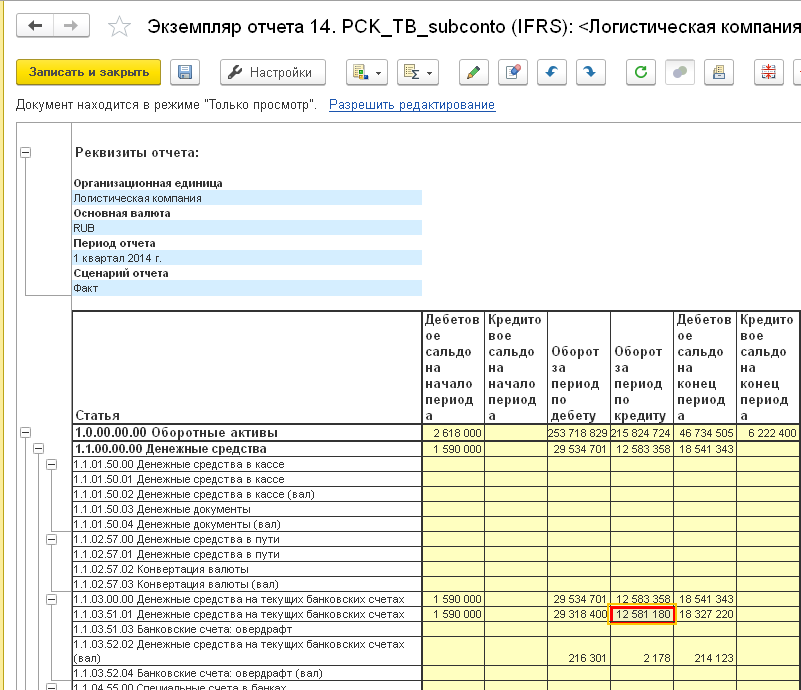 Экземпляр отчета 14. PCK_TB_subconto (IFRS): <Логистическая компания
Записать и закрыть
Настройки
Документ находится в режиме "Только просмотр". Разрешить редактирование
Реквизиты отчета:
Организационная единица
Логистическая компания
Основная валюта
RUB
Период отчета
1 квартал 2014 г.
Сценарий отчета
Факт
Статья
Дебетов
ое
сальдо
на
начало
период
а
Кредито
вое
сальдо
на
начало
период
а
Оборот
за
период
по
дебету
Оборот
за
период
по
кредиту
Дебетов
ое
сальдо
на
конец
период
а
Кредито
вое
сальдо
на
конец
период
а
1.0.00.00.00 Оборотные активы 2 618 000 253 718 829 215 824 724 46 734 505 6 222 400
1.1.00.00.00 Денежные средства 1 590 000 29 534 701 12 583 358 18 541 343
1.1.01.50.00 Денежные средства в кассе
1.1.01.50.01 Денежные средства в кассе
1.1.01.50.02 Денежные средства в кассе (вал)
1.1.01.50.03 Денежные документы
1.1.01.50.04 Денежные документы (вал)
1.1.02.57.00 Денежные средства в пути
1.1.02.57.01 Денежные средства в пути
1.1.02.57.02 Конвертация валюты
1.1.02.57.03 Конвертация валюты (вал)
1.1.03.00.00 Денежные средства на текущих банковских счетах 1 590 000 29 534 701 12 583 358 18 541 343
1.1.03.51.01 Денежные средства на текущих банковских счетах 1 590 000 29 318 400 12 581 180 18 327 220
1.1.03.51.03 Банковские счета: овердрафт
1.1.03.52.02 Денежные средства на текущих банковских счетах
(вал) 216 301 2 178 214 123
1.1.03.52.04 Банковские счета: овердрафт (вал)
1.1.04.55.00 Специальные счета в банках